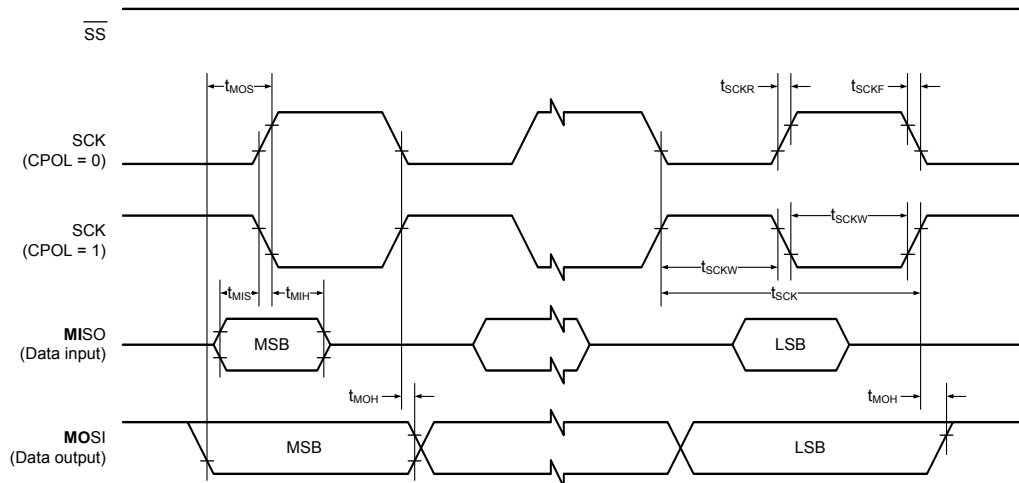 SS
tMOS
tSCKR
tSCKF
SCK
(CPOL = 0)
SCK
(CPOL = 1)
tSCKW
tSCKW
tMIS
tMIH
tSCK
MISO
(Data input)
MSB
LSB
tMOH
tMOH
MOSI
(Data output)
MSB
LSB